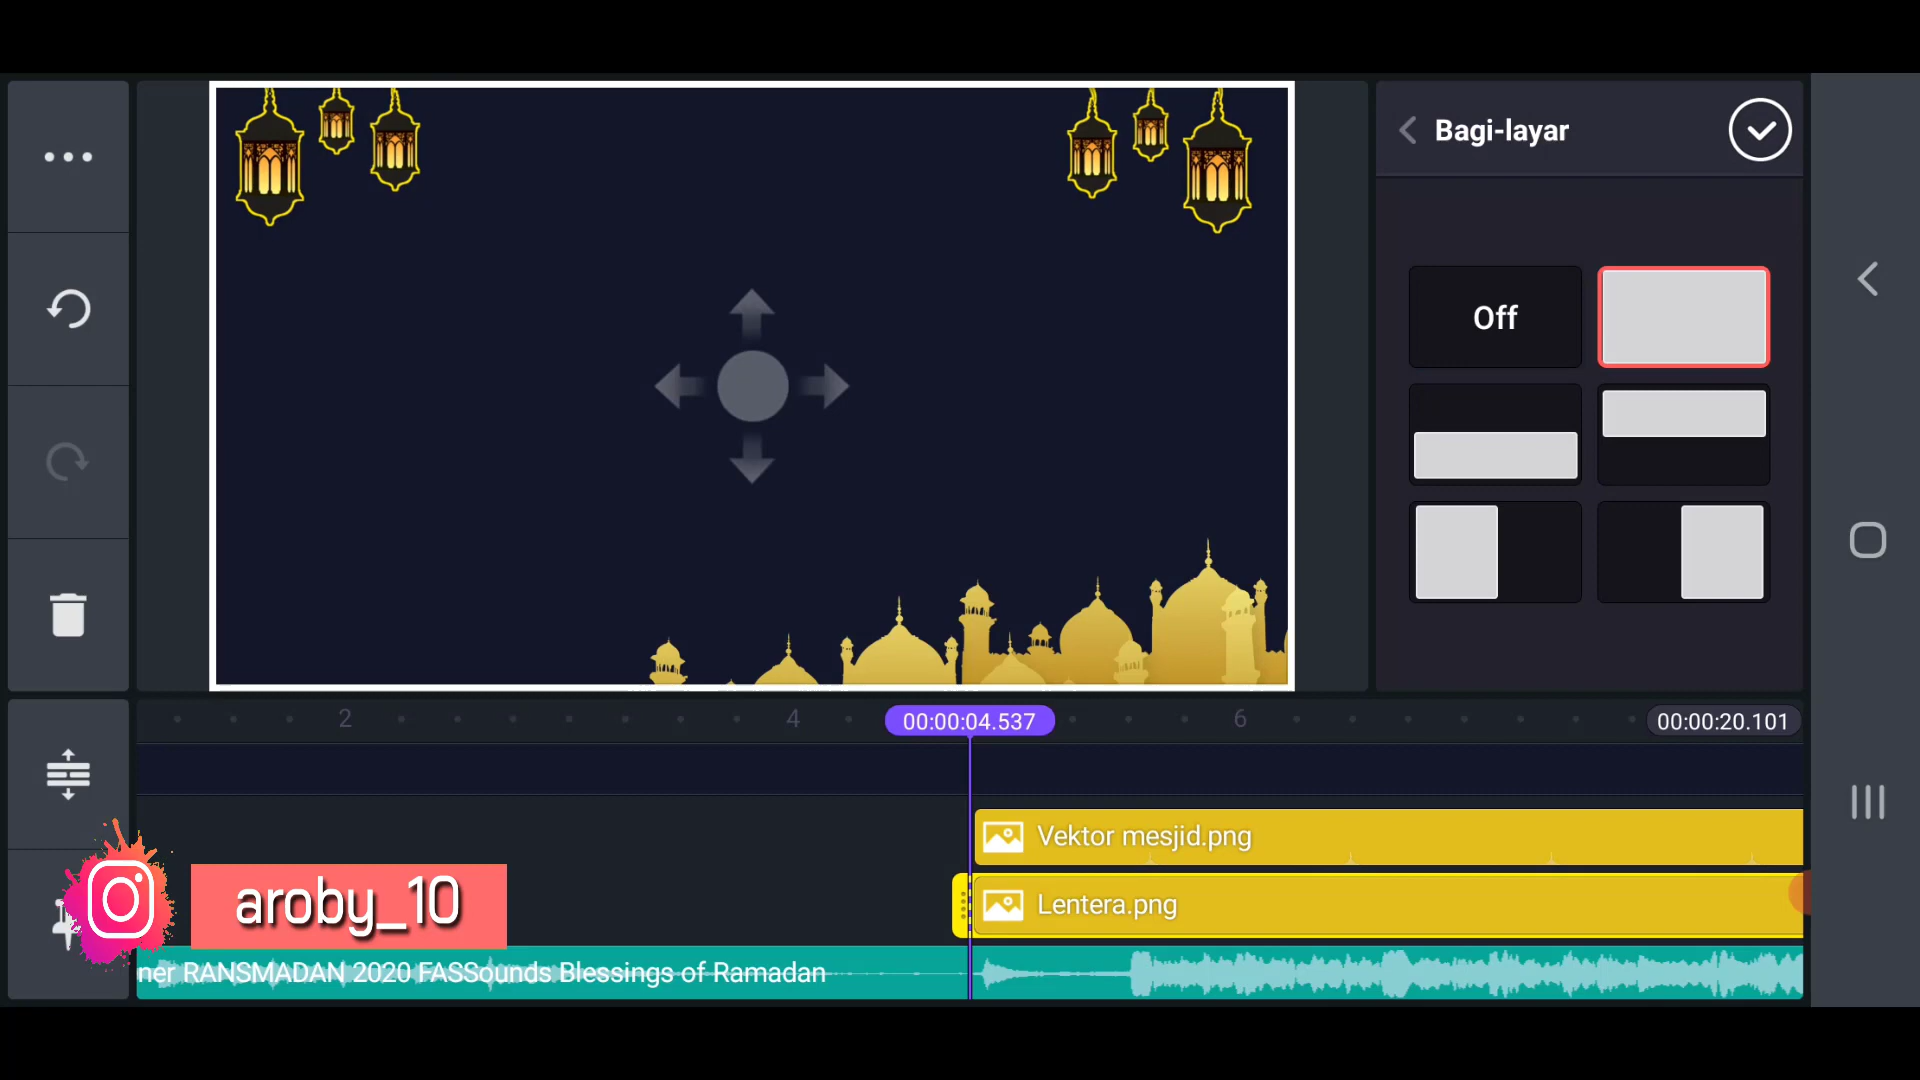 Bagi-layar
Off
2
4
00:00:04.537
6
00:00:20.101
Vektor mesjid.png
Lentera.png
aroby_10
ner RANSMADAN 2020 FASSounds Blessings of Ramadan